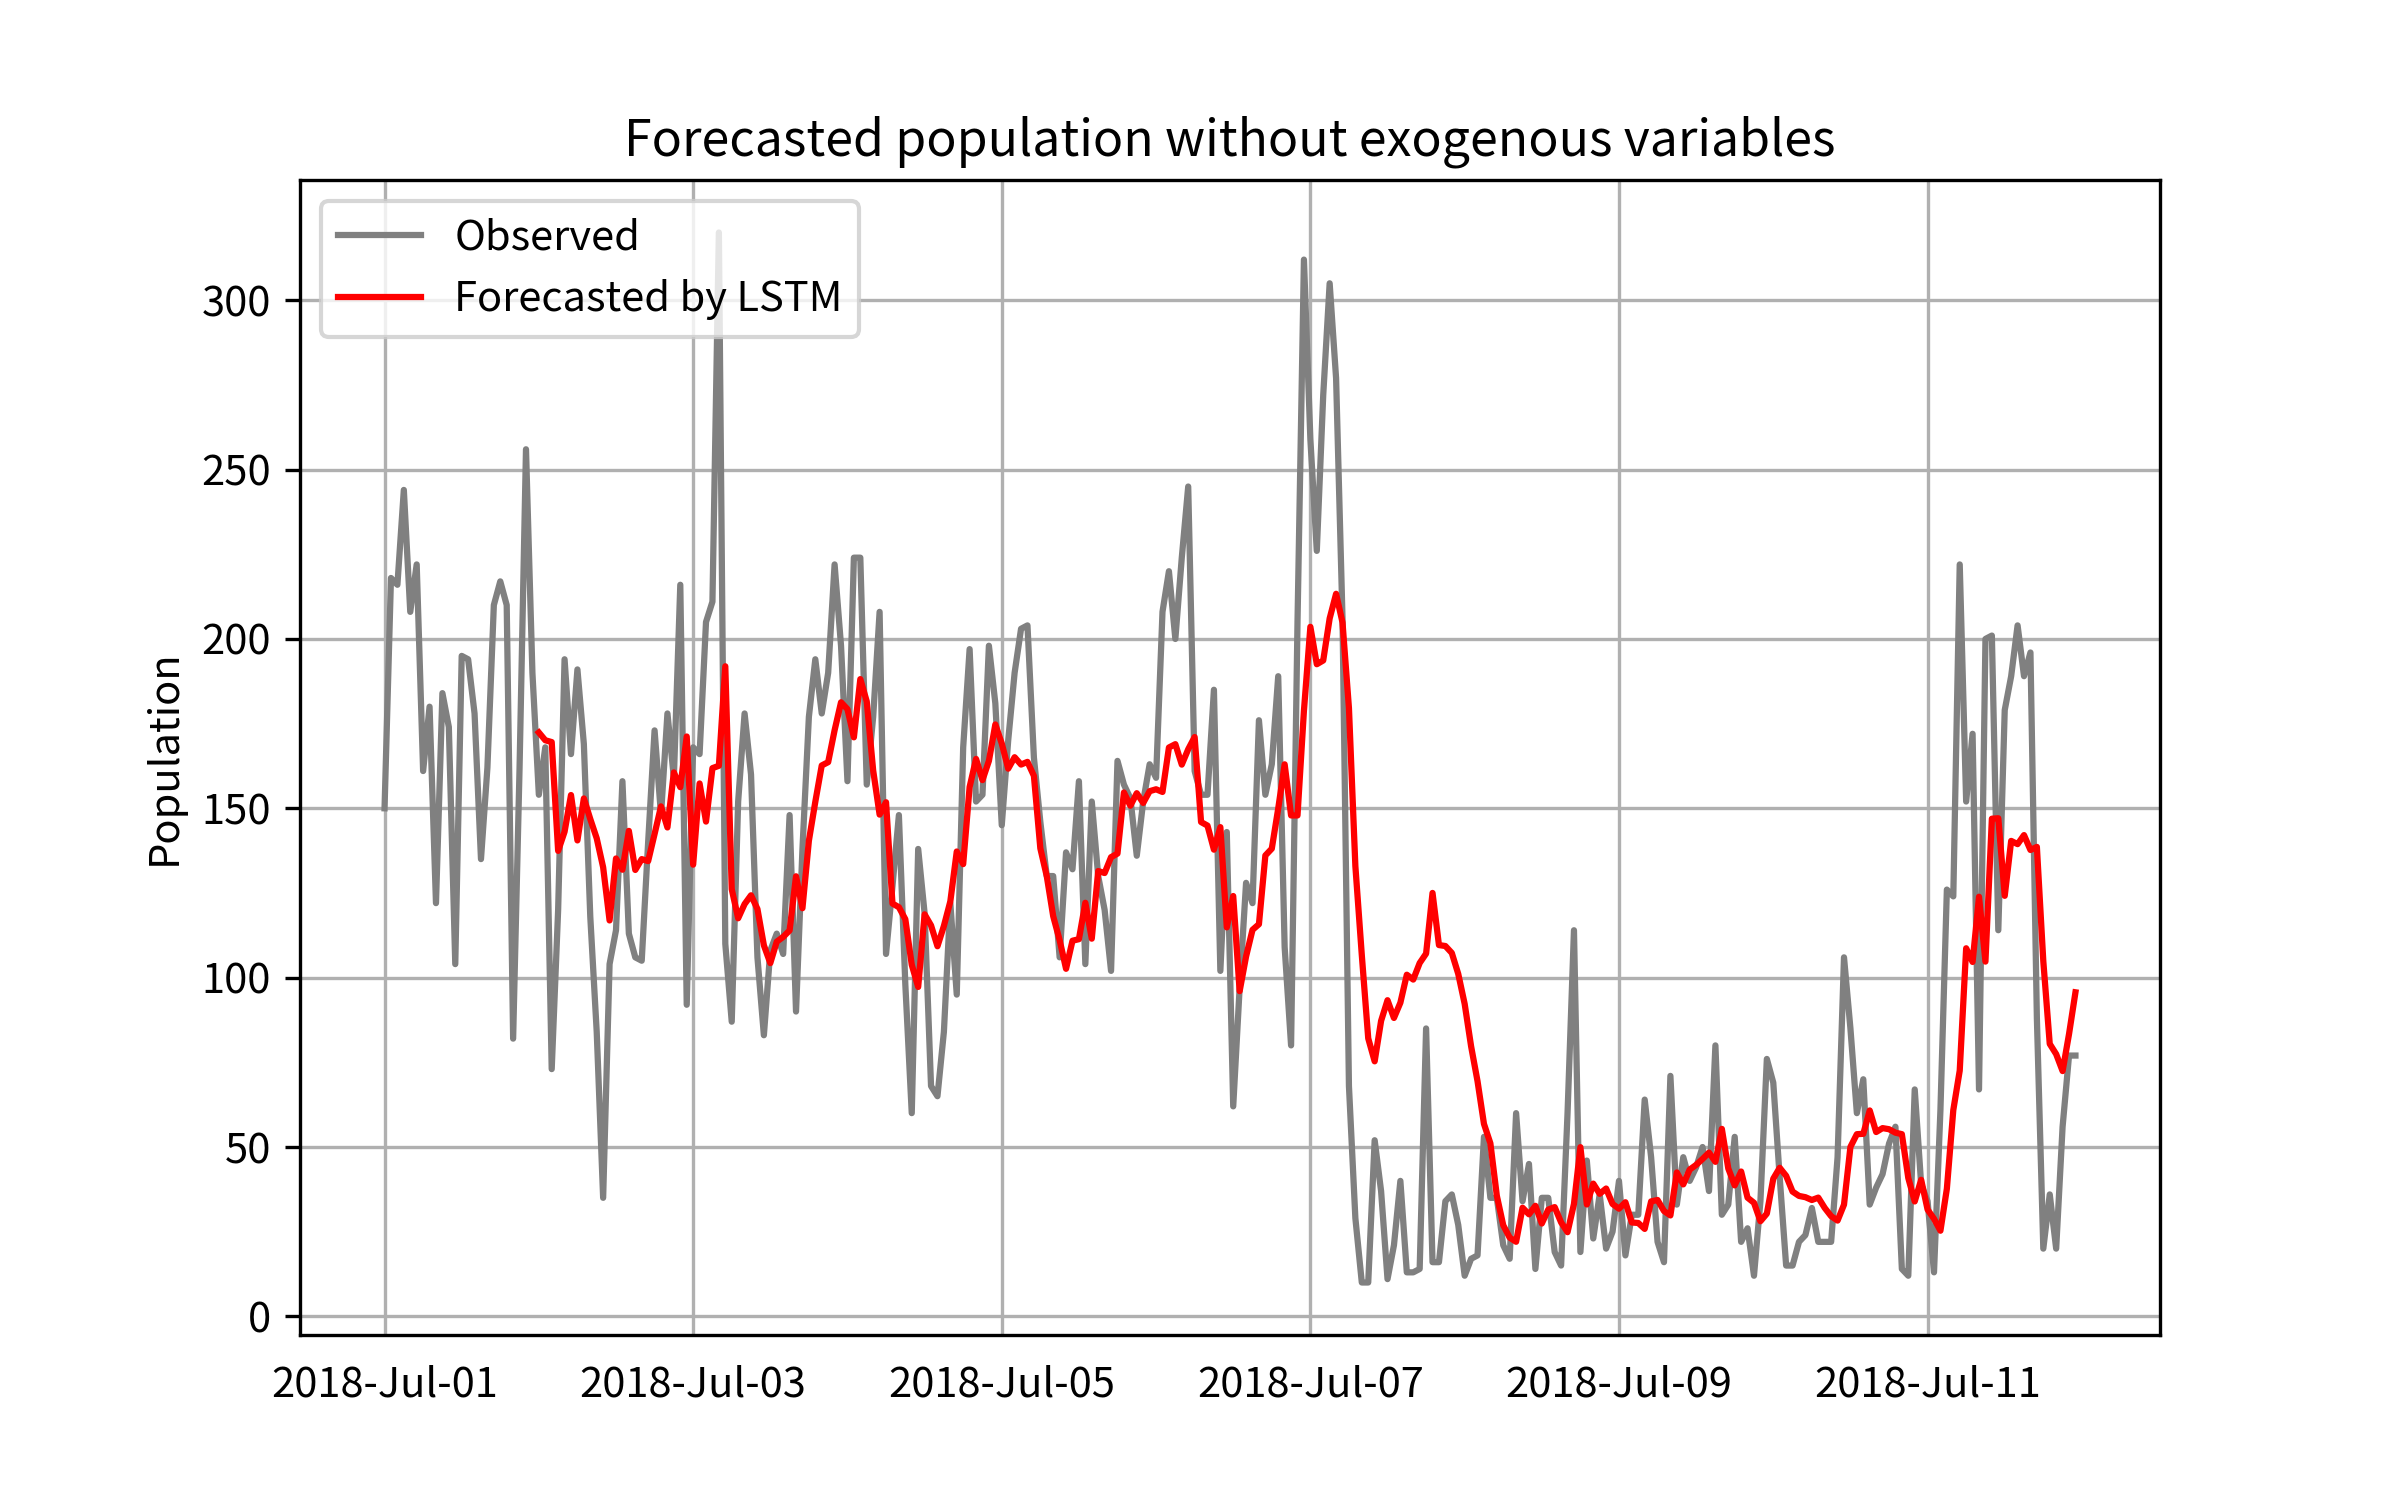 Forecasted population without exogenous variables
Observed
Forecasted by LSTM
Population
300
250
200
150
100
50
0
2018-Jul-01 2018-Jul-03 2018-Jul-05 2018-Jul-07 2018-Jul-09 2018-Jul-11